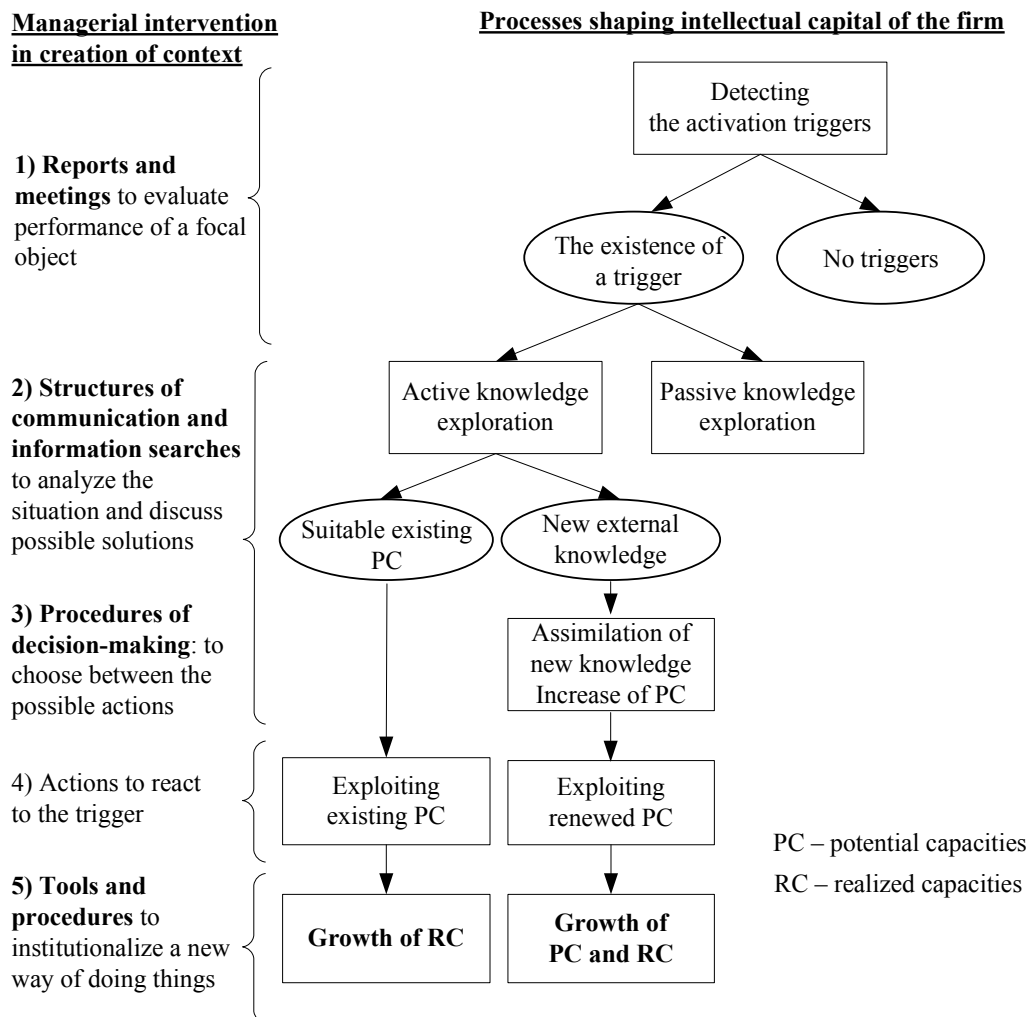 Managerial intervention
in creation of context
Processes shaping intellectual capital of the firm
1) Reports and
meetings to evaluate
performance of a focal
object
Detecting
the activation triggers
The existence of
a trigger
No triggers
2) Structures of
communication and
information searches
to analyze the
situation and discuss
possible solutions
Active knowledge
exploration
Passive knowledge
exploration
Suitable existing
PC
New external
knowledge
3) Procedures of
decision-making: to
choose between the
possible actions
Assimilation of
new knowledge
Increase of PC
4) Actions to react
to the trigger
Exploiting
existing PC
Exploiting
renewed PC
PC – potential capacities
RC – realized capacities
5) Tools and
procedures to
institutionalize a new
way of doing things
Growth of RC
Growth of
PC and RC